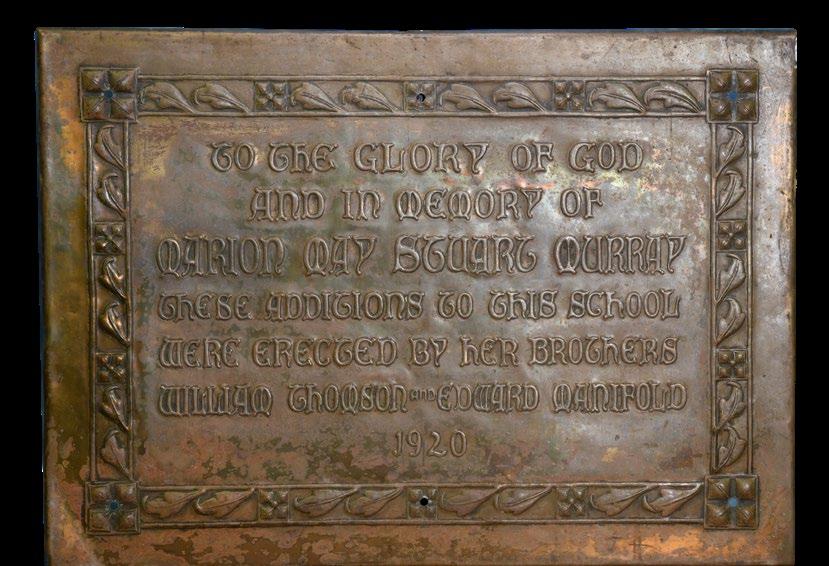 TO THE GLORY OF GOD
AND IN MEMORY OF
MARION MAY STUART MURRAY
THESE ADDITIONS TO THIS SCHOOL
WERE ERECTED BY HER BROTHERS
WILLIAM THOMSON AND EDWARD MANIFOLD
1920